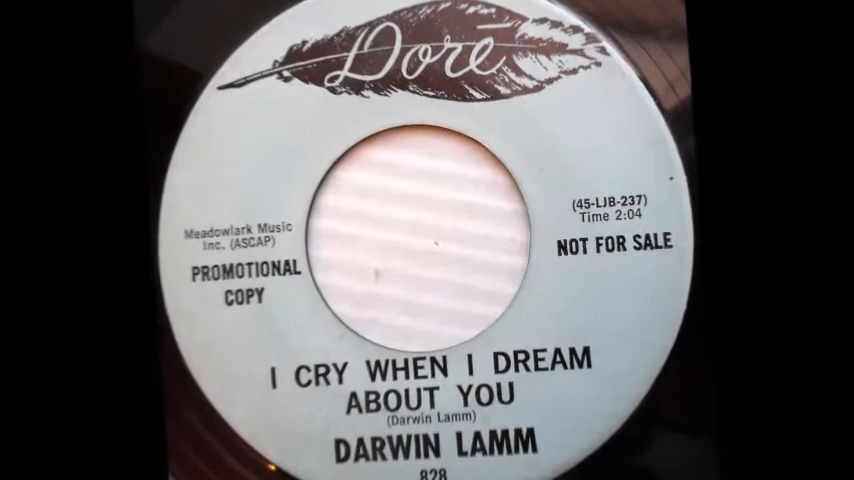 Doré
Meadowlark Music
Inc. (ASCAP)
PROMOTIONAL
COPY
(45-LJB-237)
Time 2:04
NOT FOR SALE
I CRY WHEN I DREAM
ABOUT YOU
(Darwin Lamm)
DARWIN LAMM
828